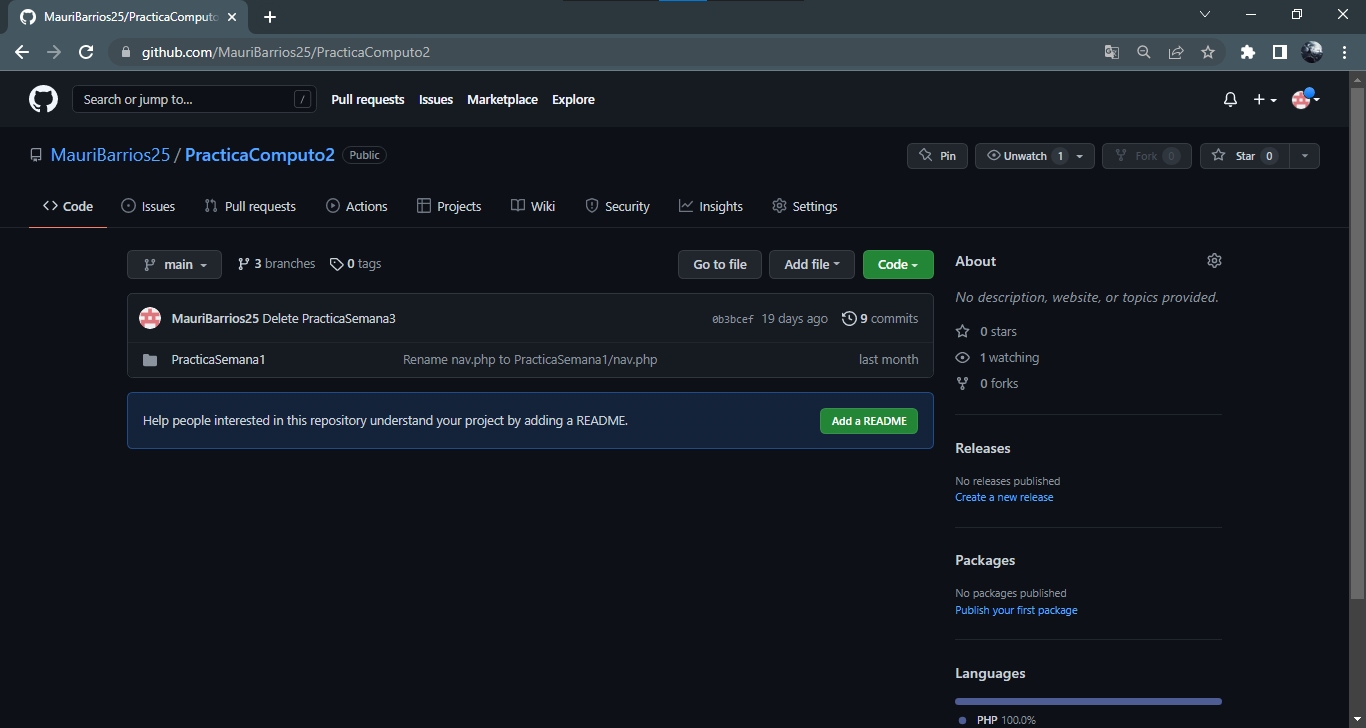 MauriBarrios25/PracticaComputo
github.com/MauriBarrios25/PracticaComputo2
Search or jump to... /
Pull requests Issues Marketplace Explore
MauriBarrios25 / PracticaComputo2 Public
Pin Unwatch 1 Fork 0 Star 0
Code Issues Pull requests Actions Projects Wiki Security Insights Settings
main 3 branches 0 tags Go to file Add file Code
MauriBarrios25 Delete PracticaSemana3 0b3bcef 19 days ago 9 commits
PracticaSemana1 Rename nav.php to PracticaSemana1/nav.php last month
Help people interested in this repository understand your project by adding a README. Add a README
About
No description, website, or topics provided.
0 stars
1 watching
0 forks
Releases
No releases published
Create a new release
Packages
No packages published
Publish your first package
Languages
PHP 100.0%